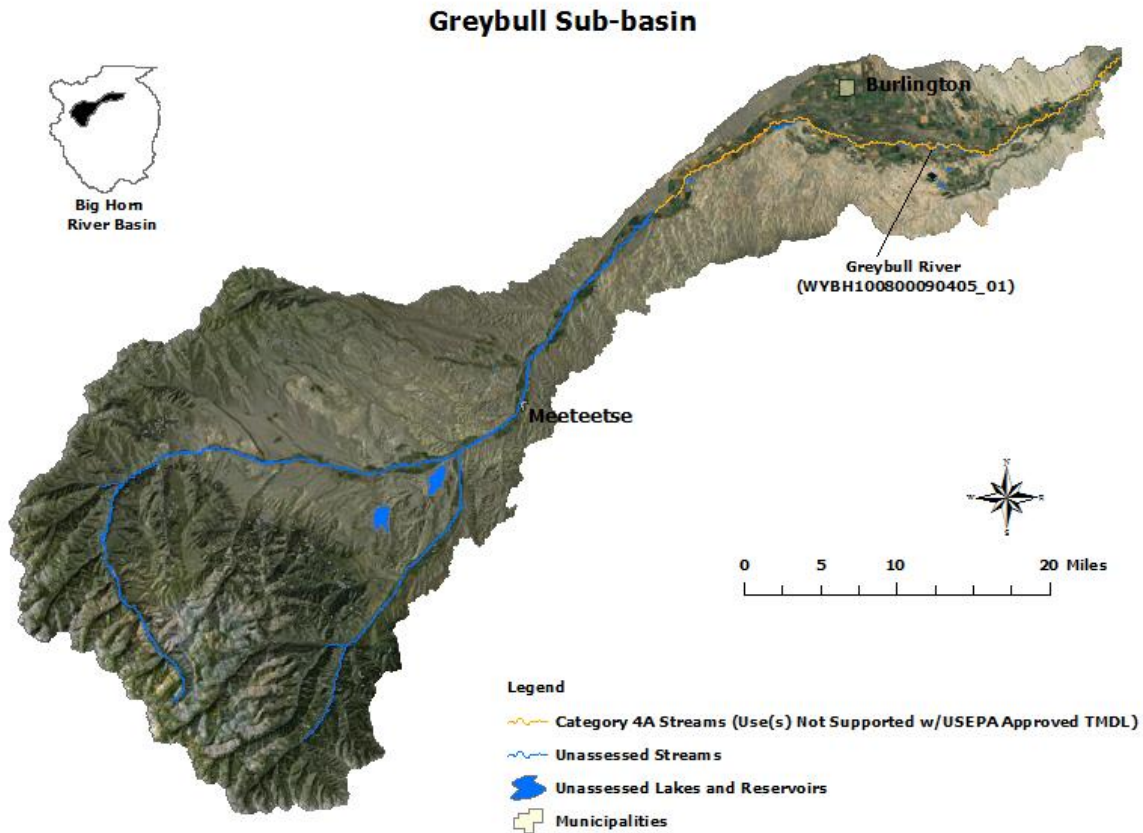 Greybull Sub-basin
Big Horn
River Basin
Burlington
Greybull River
(WYBH100800090405_01)
Meeteetse
N
W E
S
0 5 10 20 Miles
Legend
Category 4A Streams (Use(s) Not Supported w/USEPA Approved TMDL)
Unassessed Streams
Unassessed Lakes and Reservoirs
Municipalities